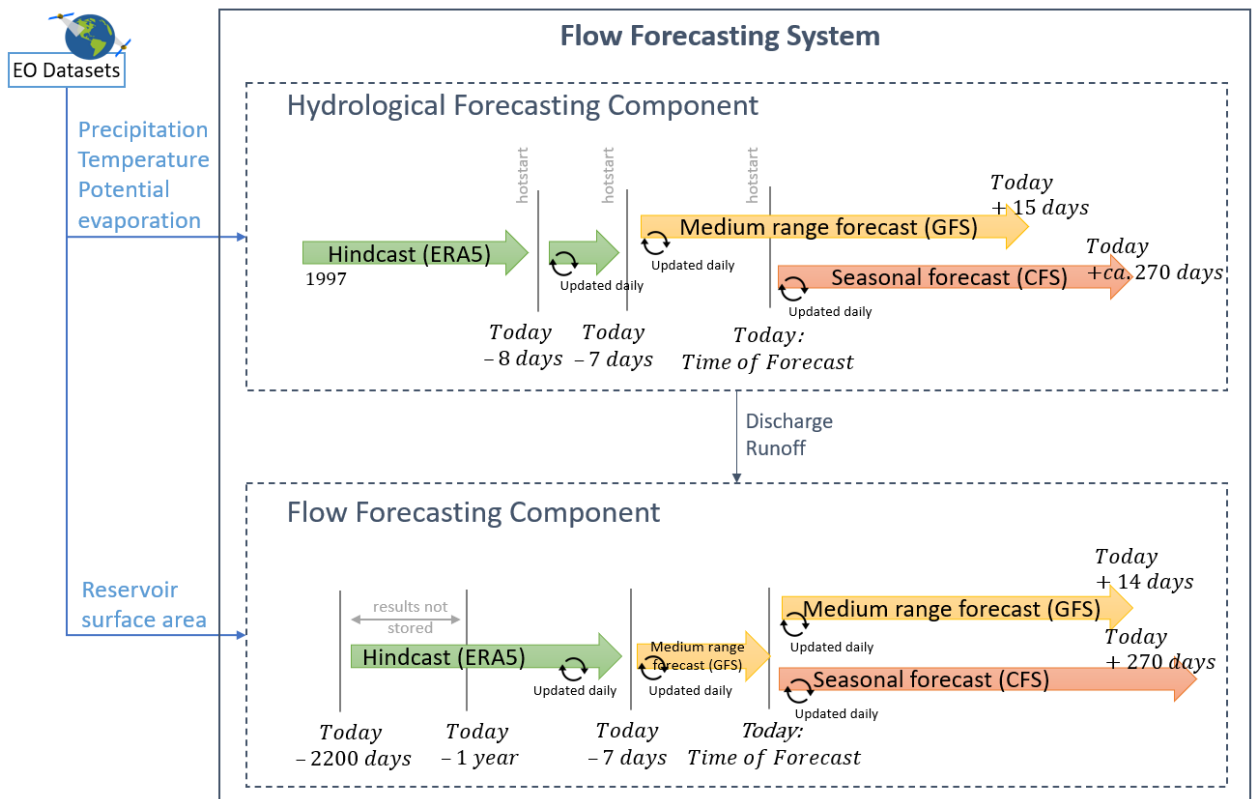 EO Datasets
Flow Forecasting System
Precipitation
Temperature
Potential
evaporation
Hydrological Forecasting Component
hotstart
hotstart
hotstart
Today
+ 15 days
Medium range forecast (GFS)
Updated daily
Hindcast (ERA5)
1997
Updated daily
Today
+ca. 270 days
Seasonal forecast (CFS)
Updated daily
Today
– 8 days
Today
– 7 days
Today:
Time of Forecast
Discharge
Runoff
Reservoir
surface area
Flow Forecasting Component
Today
+ 14 days
results not
stored
Medium range forecast (GFS)
Updated daily
Hindcast (ERA5)
Updated daily
Medium range
forecast (GFS)
Updated daily
Today
+ 270 days
Seasonal forecast (CFS)
Updated daily
Today
– 2200 days
Today
– 1 year
Today
– 7 days
Today:
Time of Forecast